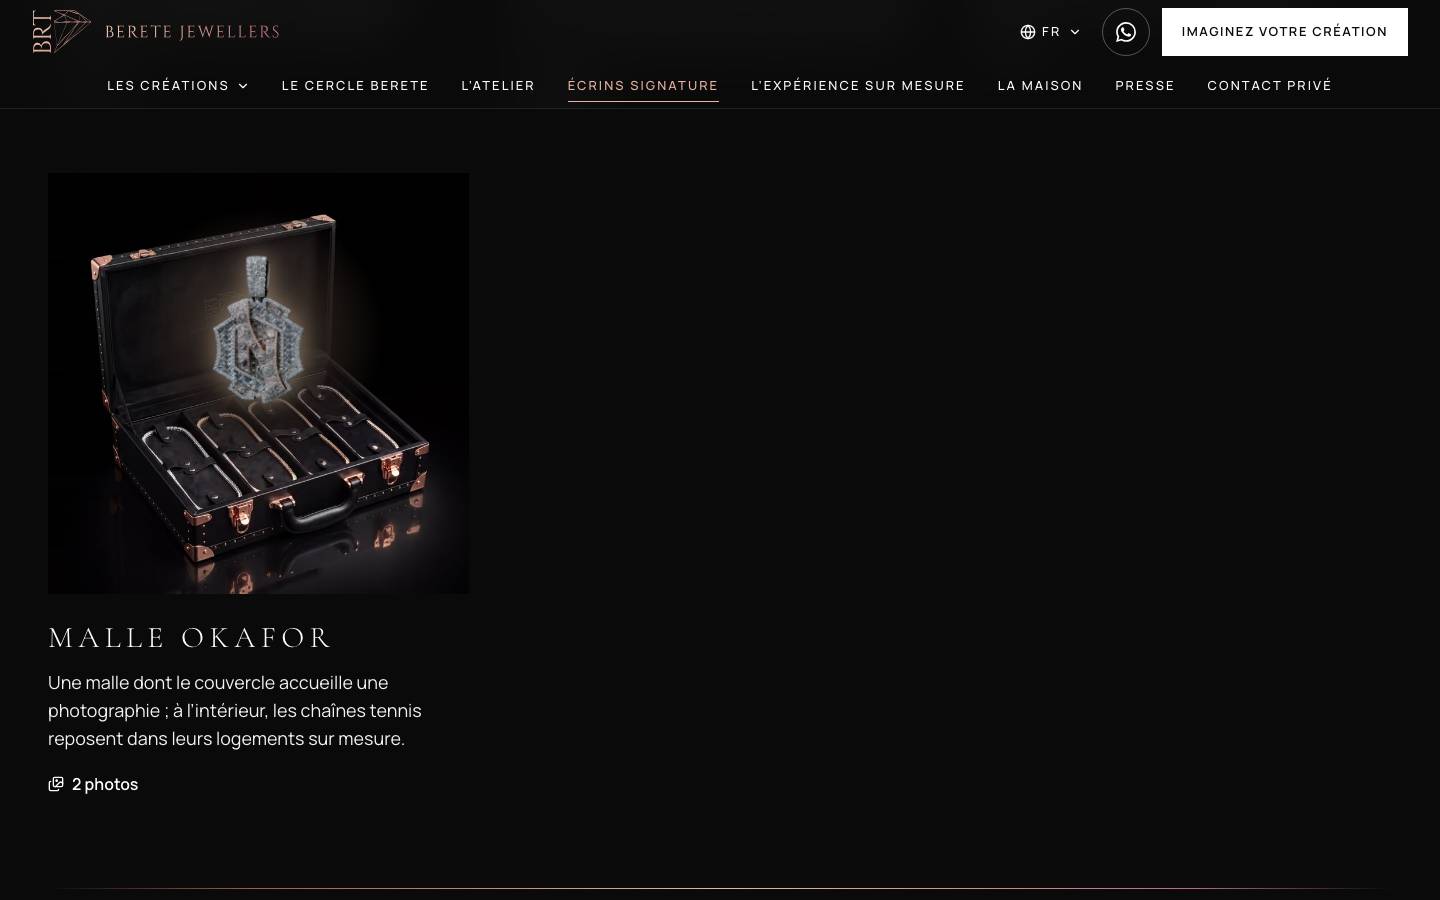 BRT BERETE JEWELLERS
FR
IMAGINEZ VOTRE CRÉATION
LES CRÉATIONS
LE CERCLE BERETE
L'ATELIER
ÉCRINS SIGNATURE
L'EXPÉRIENCE SUR MESURE
LA MAISON
PRESSE
CONTACT PRIVÉ
N
MALLE OKAFOR
Une malle dont le couvercle accueille une
photographie ; à l'intérieur, les chaînes tennis
reposent dans leurs logements sur mesure.
2 photos